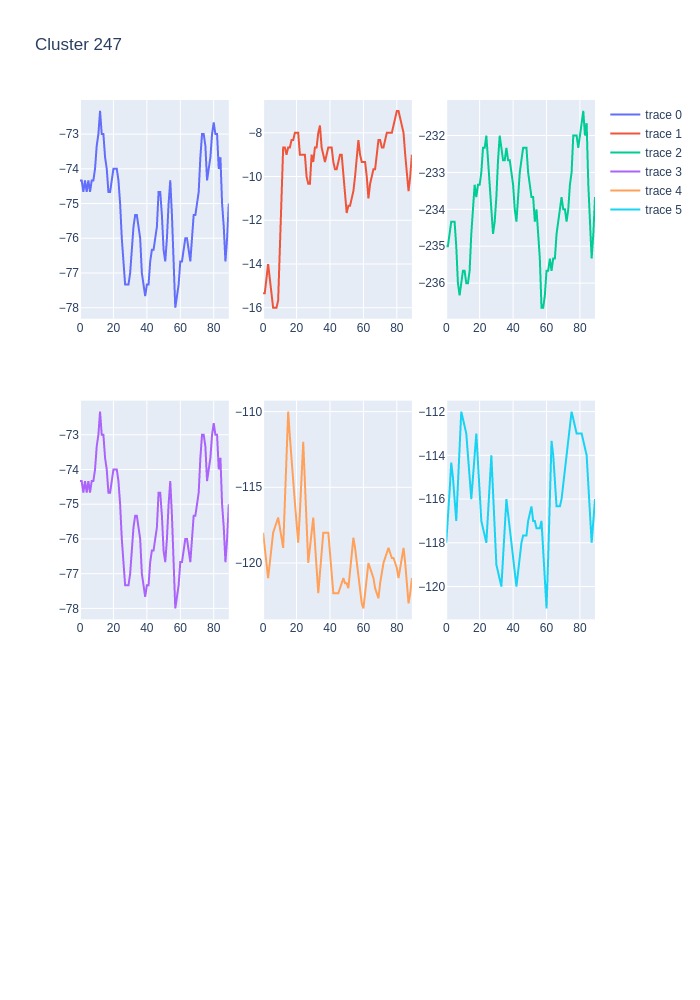 Cluster 247
−73
−74
−75
−76
−77
−78
0 20 40 60 80
−8
−10
−12
−14
−16
0 20 40 60 80
−232
−233
−234
−235
−236
0 20 40 60 80
trace 0
trace 1
trace 2
trace 3
trace 4
trace 5
−73
−74
−75
−76
−77
−78
0 20 40 60 80
−110
−115
−120
0 20 40 60 80
−112
−114
−116
−118
−120
0 20 40 60 80